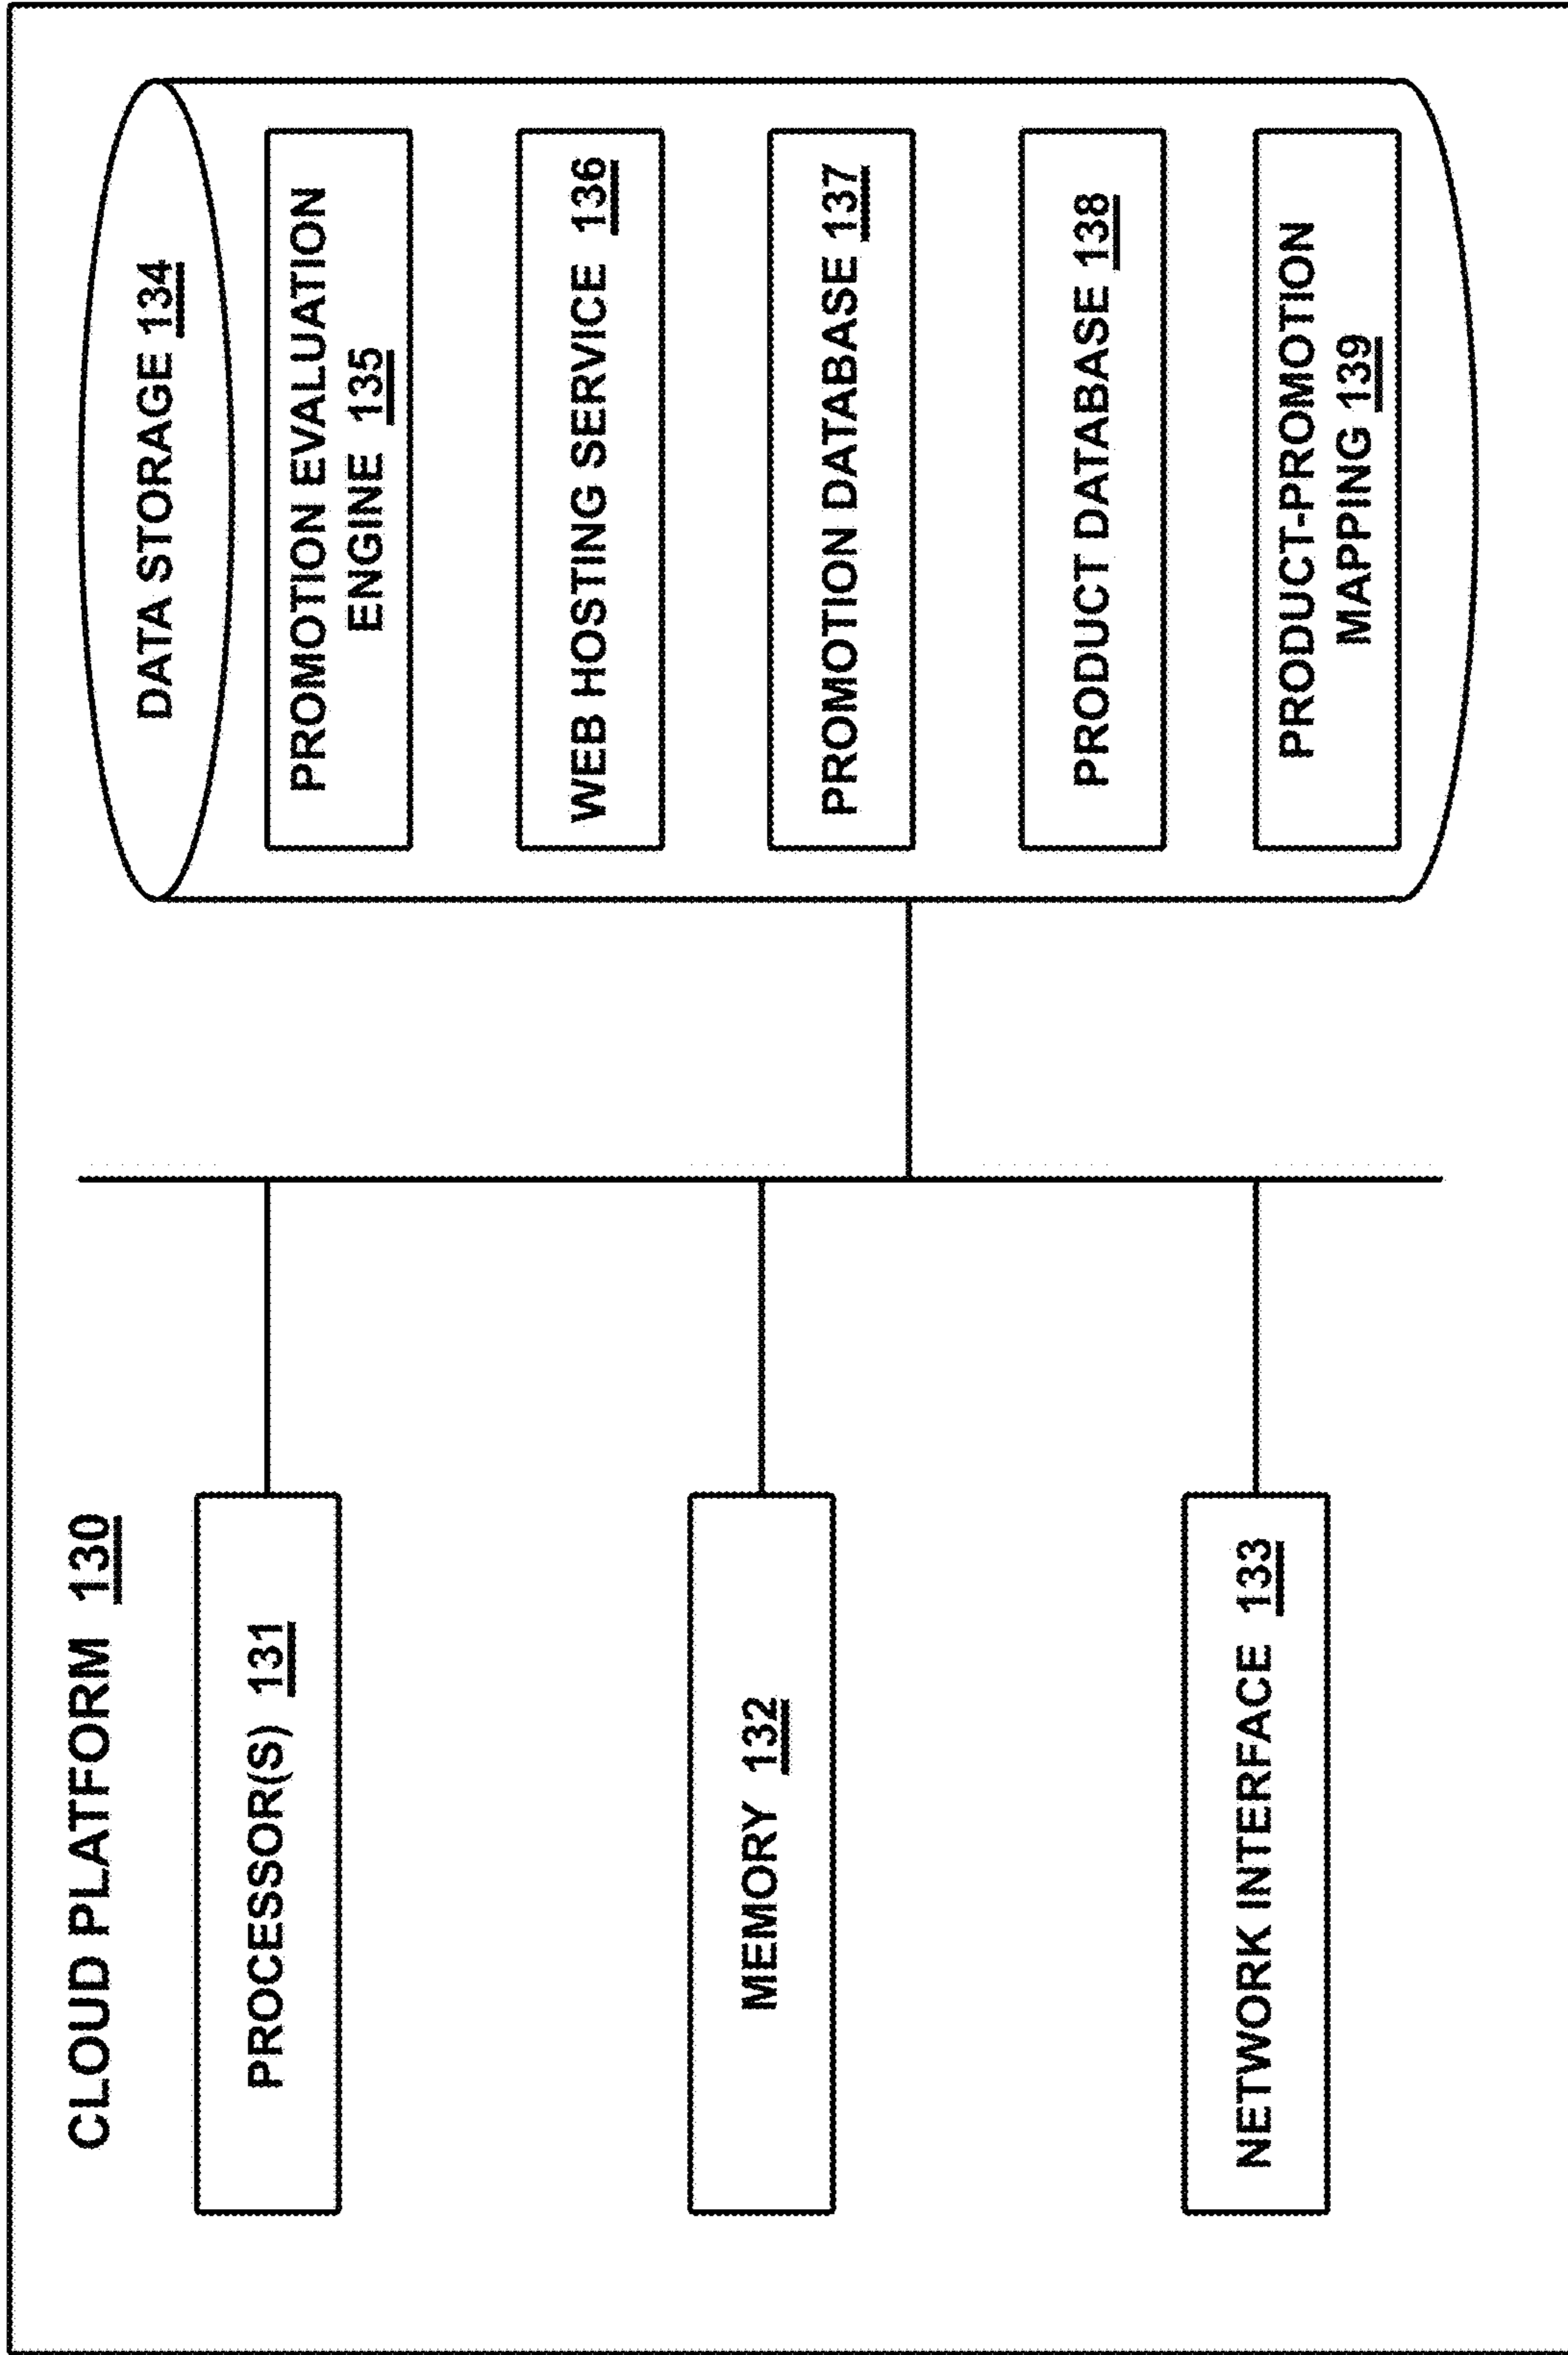 CLOUD PLATFORM 130
PROCESSOR(S) 131
MEMORY 132
NETWORK INTERFACE 133
DATA STORAGE 134
PROMOTION EVALUATION
ENGINE 135
WEB HOSTING SERVICE 136
PROMOTION DATABASE 137
PRODUCT DATABASE 138
PRODUCT-PROMOTION
MAPPING 139